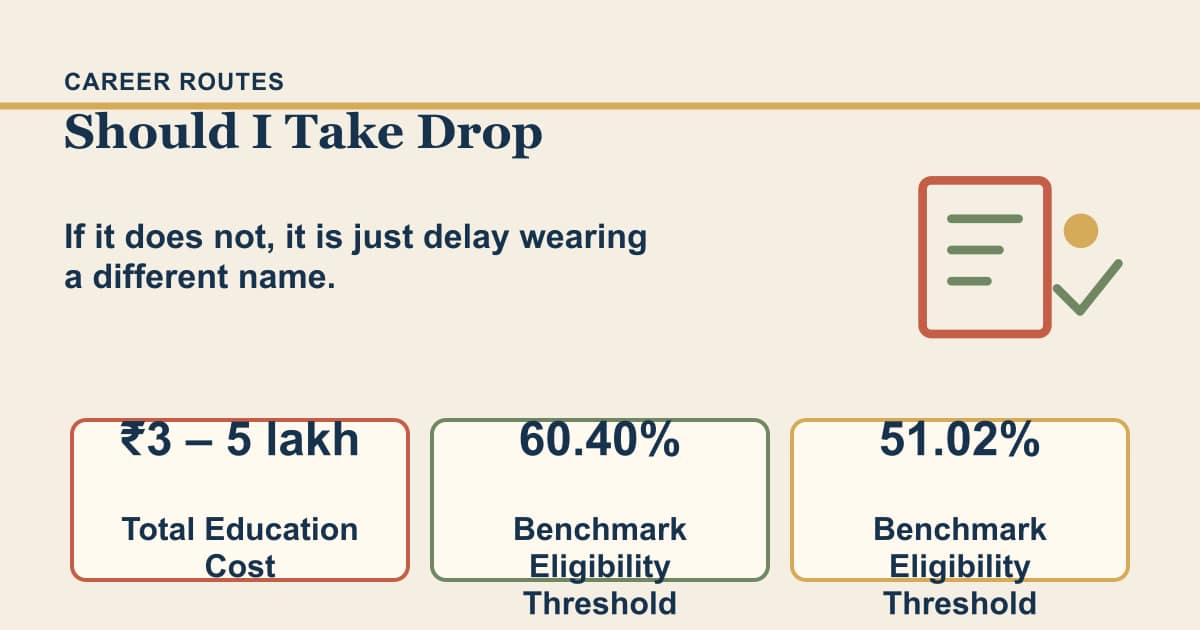 CAREER ROUTES
Should I Take Drop
If it does not, it is just delay wearing
a different name.
₹3 – 5 lakh
Total Education
Cost
60.40%
Benchmark
Eligibility
Threshold
51.02%
Benchmark
Eligibility
Threshold